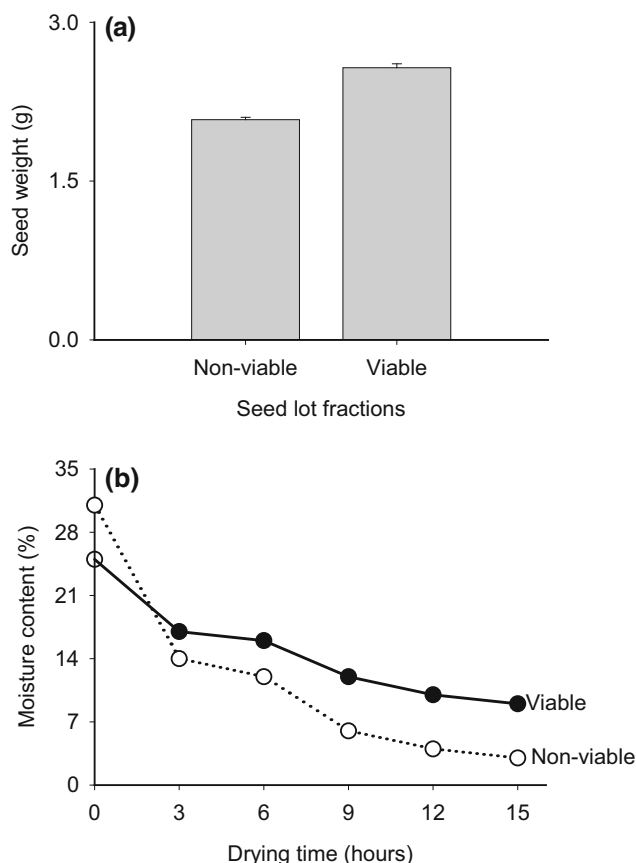 (a)
3.0
1.5
0.0
Seed weight (g)
Non-viable Viable
Seed lot fractions
(b)
35
28
21
14
7
0
Moisture content (%)
Viable
Non-viable
0 3 6 9 12 15
Drying time (hours)